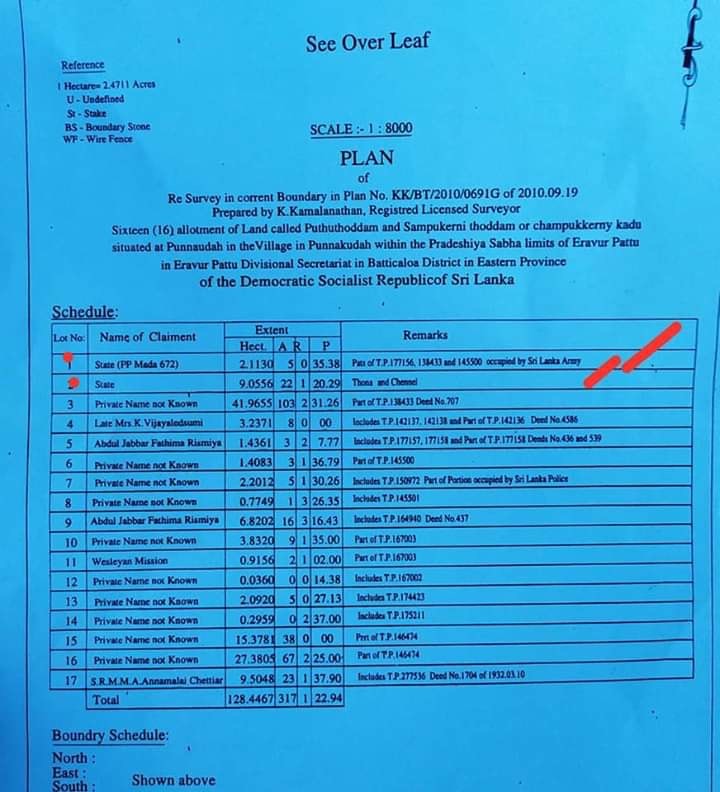 See Over Leaf
Reference
1 Hectare= 2.4711 Acres
U - Undefined
St - Stake
BS - Boundary Stone
WF - Wire Fence
SCALE :- 1 : 8000
PLAN
of
Re Survey in corrent Boundary in Plan No. KK/BT/2010/0691G of 2010.09.19
Prepared by K.Kamalanathan, Registred Licensed Surveyor
Sixteen (16) allotment of Land called Puthuthoddam and Sampukerni thoddam or champukkerny kadu
situated at Punnaudah in theVillage in Punnakudah within the Pradeshiya Sabha limits of Eravur Pattu
in Eravur Pattu Divisional Secretariat in Batticaloa District in Eastern Province
of the Democratic Socialist Republicof Sri Lanka
Schedule:
Lot No: Name of Claiment Extent Remarks
Hect. A R P
1 State (PP Mada 672) 2.1130 5 0 35.38 Pats of T.P.177156, 138433 and 145500 occupied by Sri Lanka Army
2 State 9.0556 22 1 20.29 Thona and Chennel
3 Private Name not Known 41.9655 103 2 31.26 Part of T.P.138433 Deed No.707
4 Late Mrs.K.Vijayaledsumi 3.2371 8 0 00 Includes T.P.142137, 142138 and Part of T.P.142136 Deed No.4586
5 Abdul Jabbar Fathima Rismiya 1.4361 3 2 7.77 Includes T.P.177157, 177158 and Part of T.P.177158 Deeds No.436 and 539
6 Private Name not Known 1.4083 3 1 36.79 Part of T.P.145500
7 Private Name not Known 2.2012 5 1 30.26 Includes T.P.150972 Part of Portion occupied by Sri Lanka Police
8 Private Name not Known 0.7749 1 3 26.35 Includes T.P.145501
9 Abdul Jabbar Fathima Rismiya 6.8202 16 3 16.43 Includes T.P.164940 Deed No.437
10 Private Name not Known 3.8320 9 1 35.00 Part of T.P.167003
11 Wesleyan Mission 0.9156 2 1 02.00 Part of T.P.167003
12 Private Name not Known 0.0360 0 0 14.38 Includes T.P.167002
13 Private Name not Known 2.0920 5 0 27.13 Includes T.P.174423
14 Private Name not Known 0.2959 0 2 37.00 Includes T.P.175211
15 Private Name not Known 15.3781 38 0 00 Prrt of T.P.146474
16 Private Name not Known 27.3805 67 2 25.00 Part of T.P.146474
17 S.R.M.M.A.Annamalai Chettiar 9.5048 23 1 37.90 Includes T.P.277536 Deed No.1704 of 1932.03.10
Total 128.4467 317 1 22.94
Boundry Schedule:
North :
East :
South : Shown above